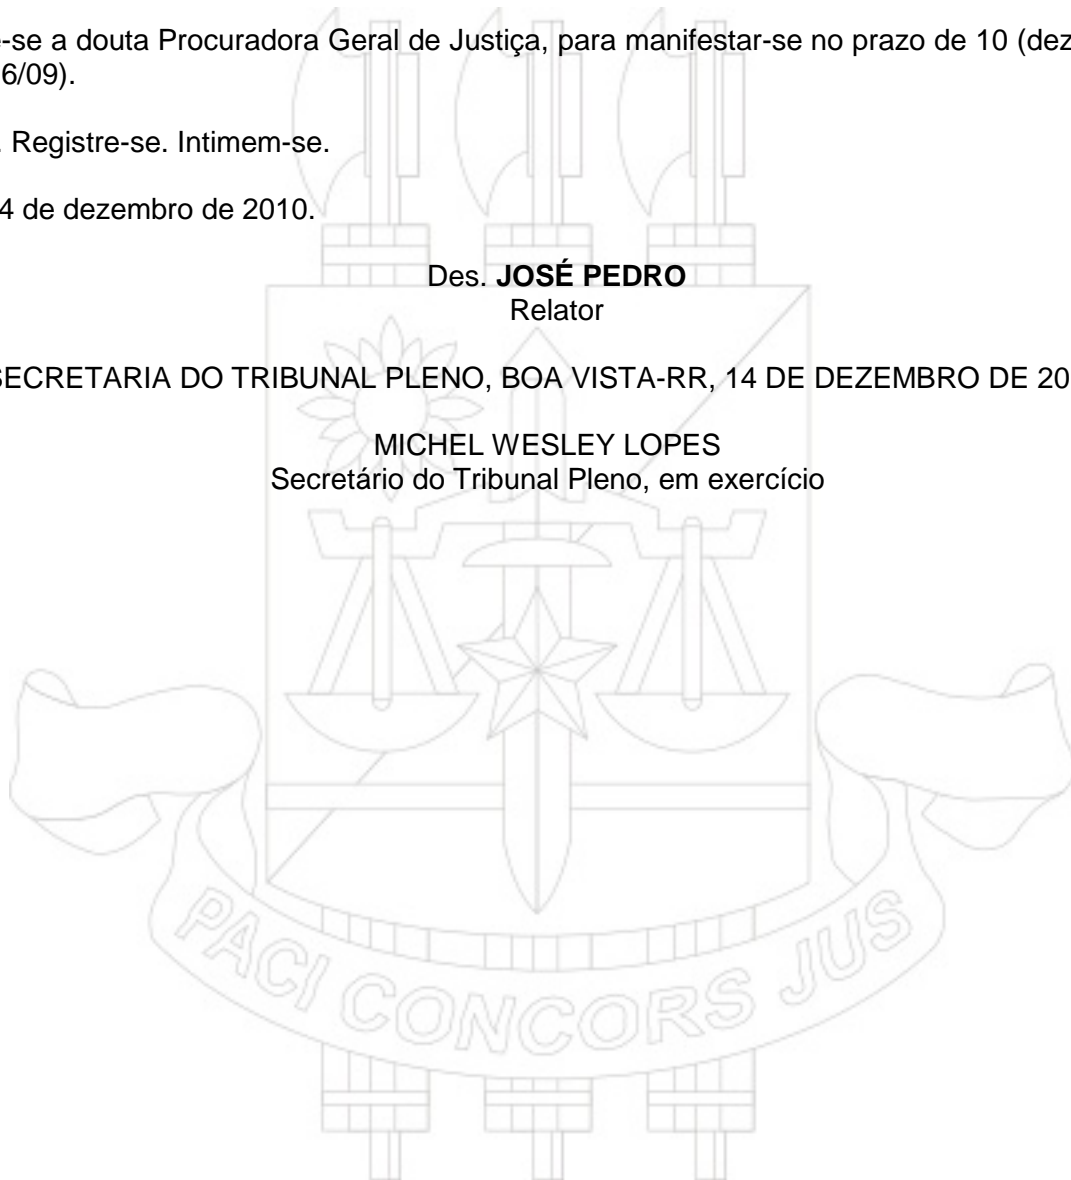 -se a douta Procuradora Geral de Justiça, para manifestar-se no prazo de 10 (dez
6/09).
. Registre-se. Intimem-se.
4 de dezembro de 2010.
Des. JOSÉ PEDRO
Relator
SECRETARIA DO TRIBUNAL PLENO, BOA VISTA-RR, 14 DE DEZEMBRO DE 20
MICHEL WESLEY LOPES
Secretário do Tribunal Pleno, em exercício
PACI CONCORS JUS